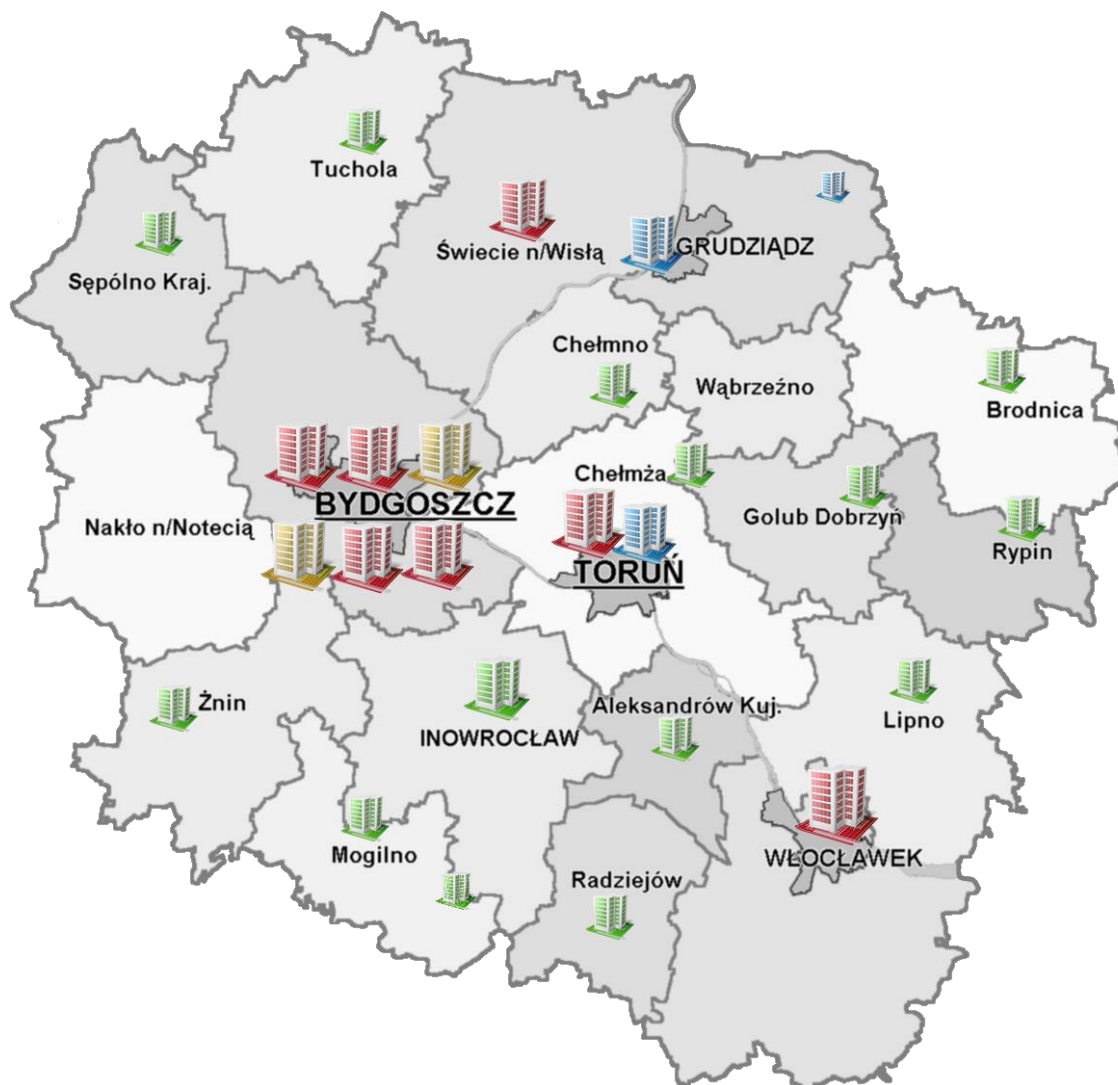 Tuchola
Świecie n/Wisłą
GRUDZIĄDZ
Sępólno Kraj.
Chełmno
Wąbrzeźno
Brodnica
Chełmża
BYDGOSZCZ
Golub Dobrzyń
Nakło n/Notecią
Rypin
TORUŃ
Żnin
Aleksandrów Kuj.
Lipno
INOWROCŁAW
Mogilno
WŁOCŁAWEK
Radziejów